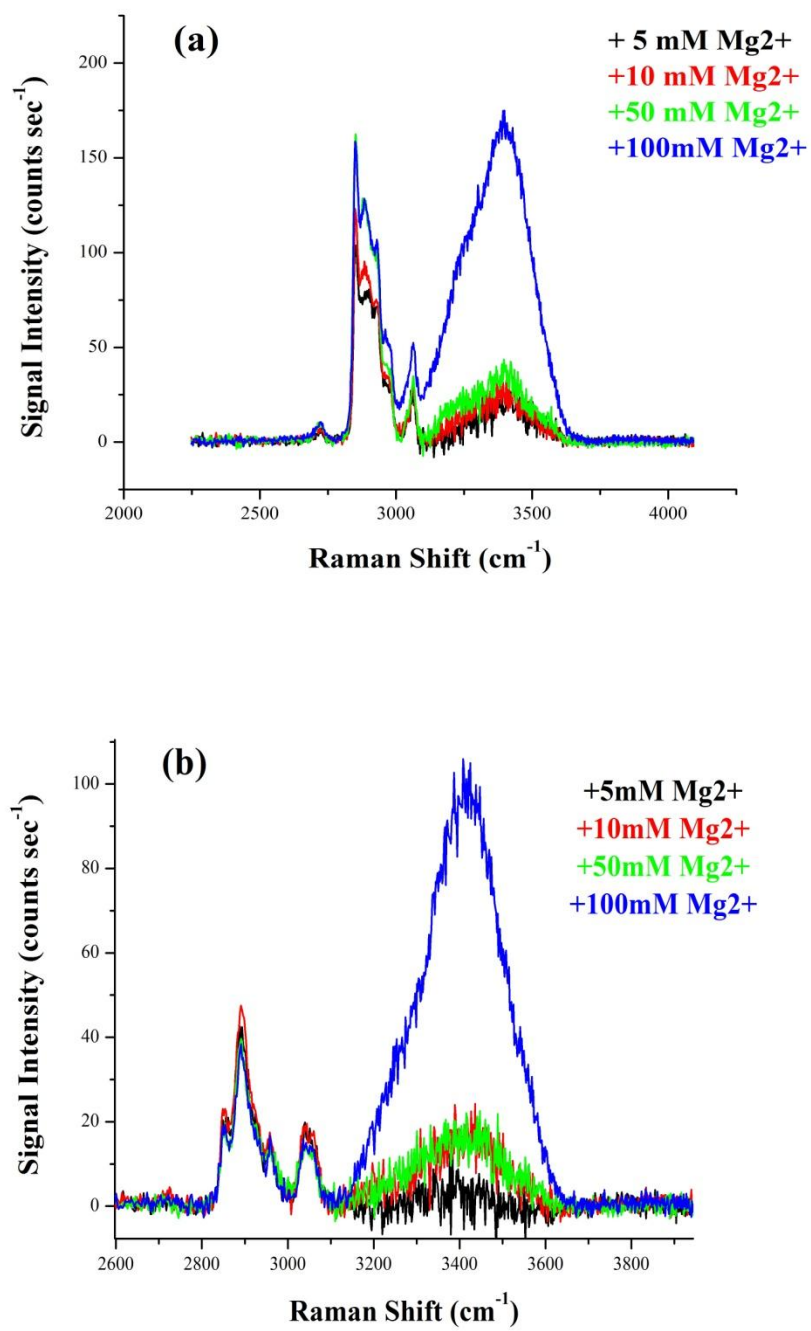 (a)
+ 5 mM Mg2+
+10 mM Mg2+
+50 mM Mg2+
+100mM Mg2+
200
150
100
50
0
Signal Intensity (counts sec-1)
2000 2500 3000 3500 4000
Raman Shift (cm-1)
(b)
+5mM Mg2+
+10mM Mg2+
+50mM Mg2+
+100mM Mg2+
100
80
60
40
20
0
Signal Intensity (counts sec-1)
2600 2800 3000 3200 3400 3600 3800
Raman Shift (cm-1)